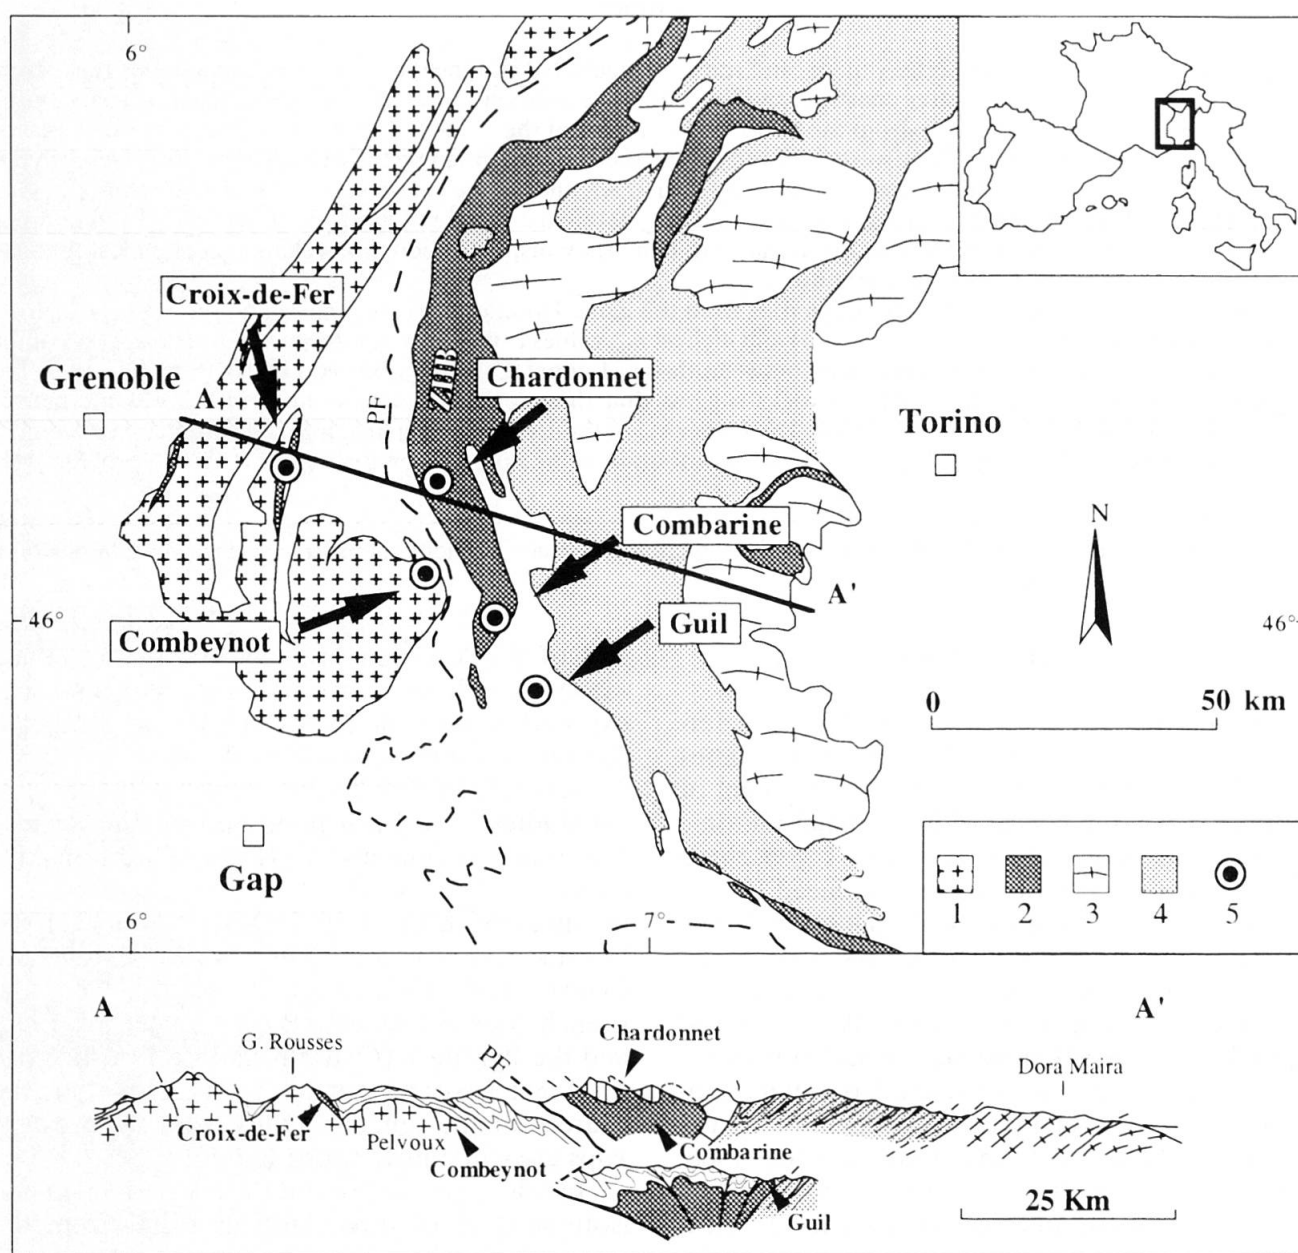 6°
7°
Croix-de-Fer
Grenoble
A
PF
ZHB
Chardonnet
Torino
Combarine
A'
N
46°
46°
Combeynot
Guil
0
50 km
Gap
6°
7°
1
2
3
4
5
A
A'
Chardonnet
G. Rousses
PF
Dora Maira
Croix-de-Fer
Pelvoux
Combeynot
Combarine
Guil
25 Km